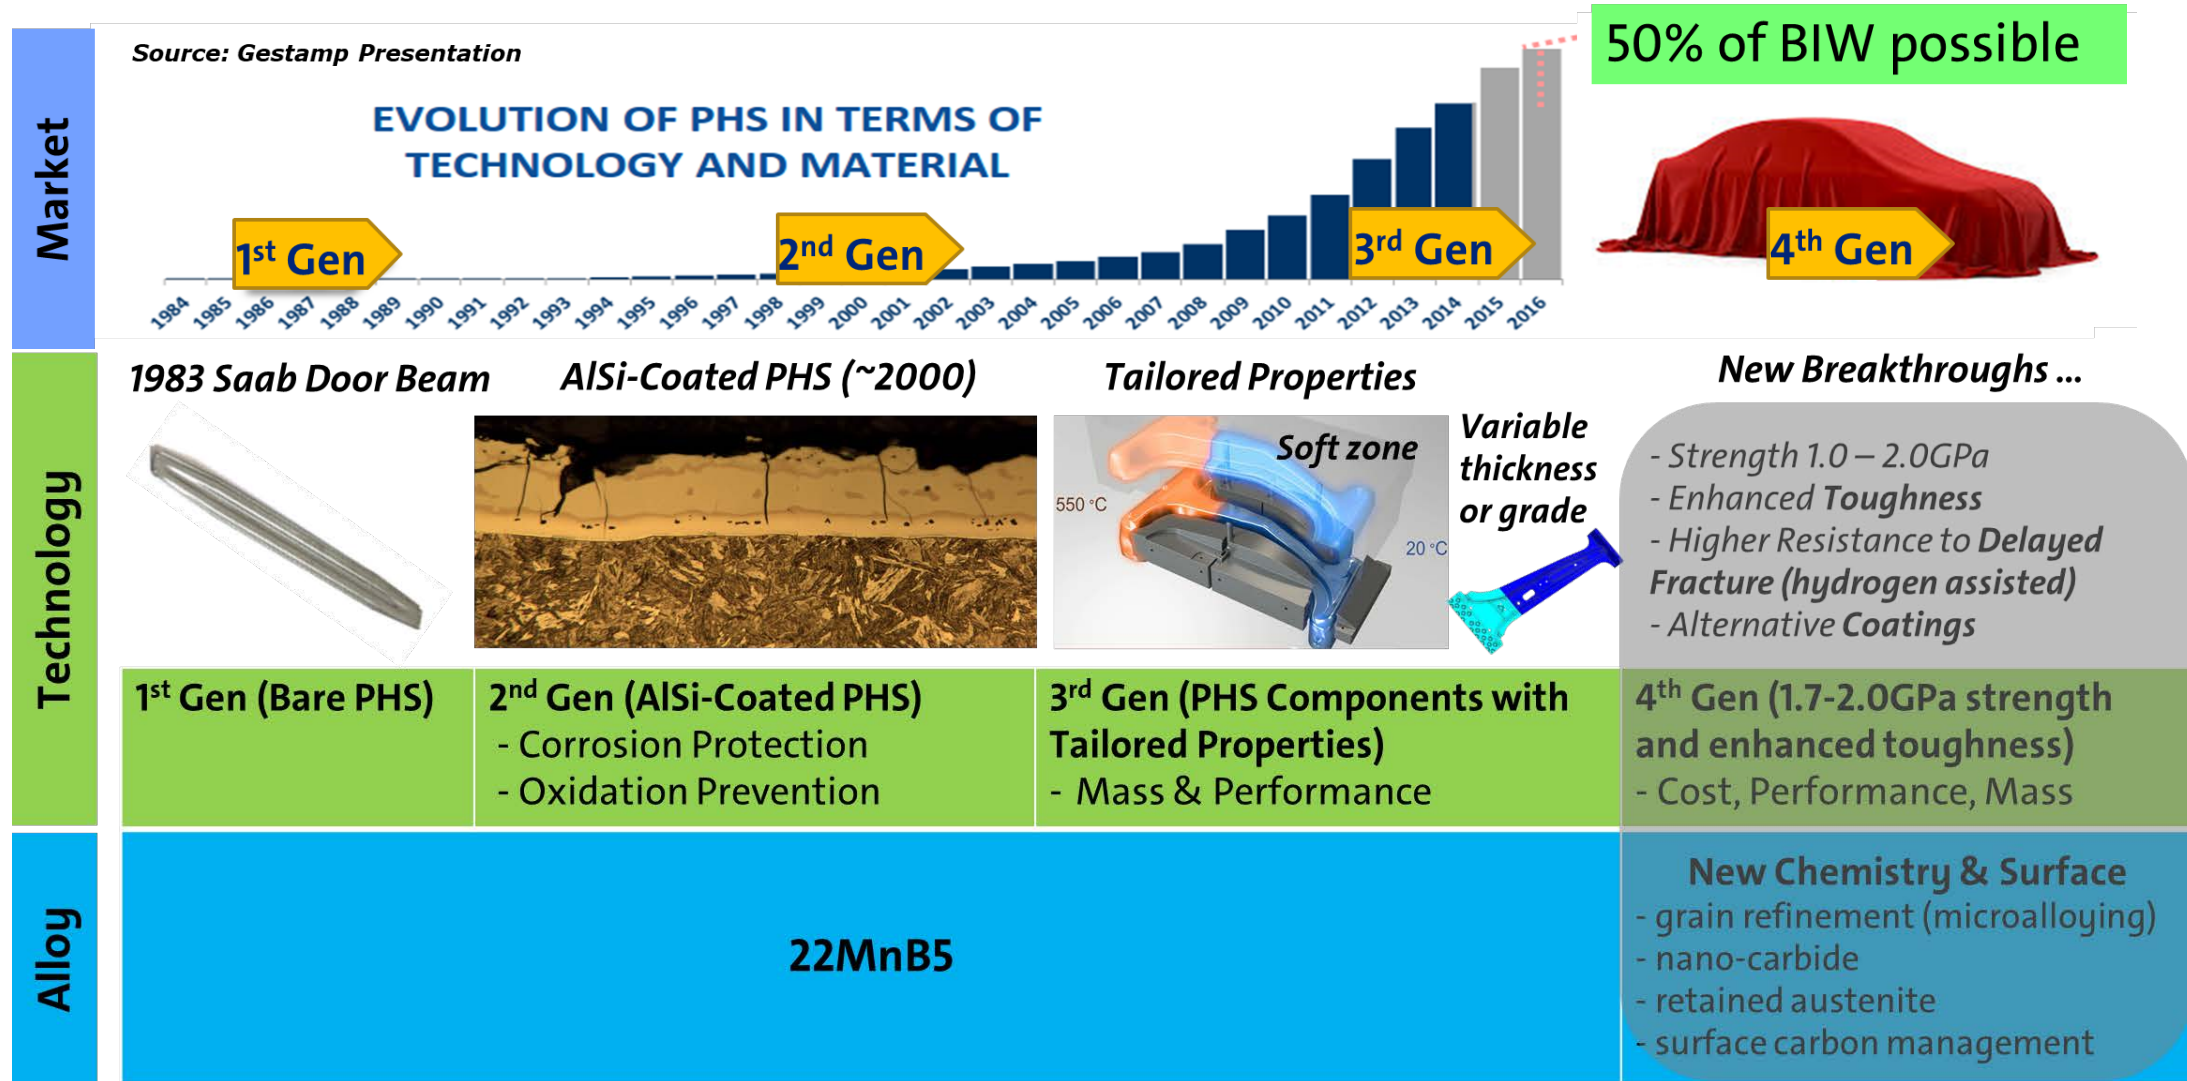 Market
Source: Gestamp Presentation
50% of BIW possible
EVOLUTION OF PHS IN TERMS OF
TECHNOLOGY AND MATERIAL
1st Gen
2nd Gen
3rd Gen
4th Gen
1984 1985 1986 1987 1988 1989 1990 1991 1992 1993 1994 1995 1996 1997 1998 1999 2000 2001 2002 2003 2004 2005 2006 2007 2008 2009 2010 2011 2012 2013 2014 2015 2016
Technology
1983 Saab Door Beam
AlSi-Coated PHS (~2000)
Tailored Properties
Soft zone
550 °C
20 °C
Variable
thickness
or grade
New Breakthroughs ...
- Strength 1.0 – 2.0GPa
- Enhanced Toughness
- Higher Resistance to Delayed
Fracture (hydrogen assisted)
- Alternative Coatings
1st Gen (Bare PHS)
2nd Gen (AlSi-Coated PHS)
- Corrosion Protection
- Oxidation Prevention
3rd Gen (PHS Components with
Tailored Properties)
- Mass & Performance
4th Gen (1.7-2.0GPa strength
and enhanced toughness)
- Cost, Performance, Mass
Alloy
22MnB5
New Chemistry & Surface
- grain refinement (microalloying)
- nano-carbide
- retained austenite
- surface carbon management